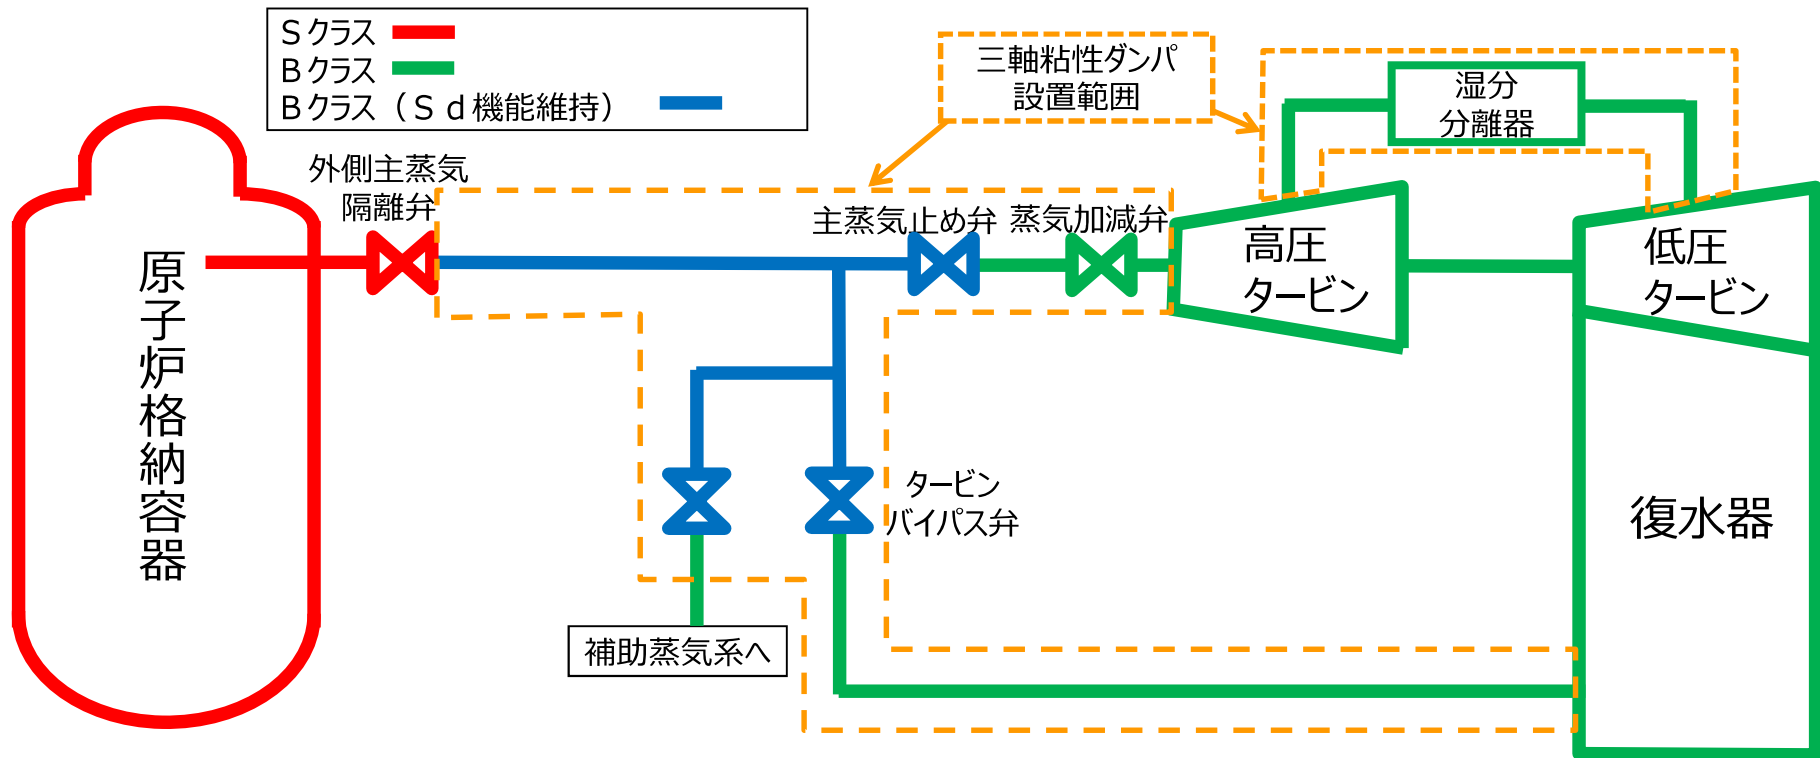 Ｓクラス
Ｂクラス
Ｂクラス（Ｓｄ機能維持）
三軸粘性ダンパ
設置範囲
湿分
分離器
外側主蒸気
隔離弁
主蒸気止め弁
蒸気加減弁
高圧
タービン
低圧
タービン
原子炉格納容器
タービン
バイパス弁
復水器
補助蒸気系へ